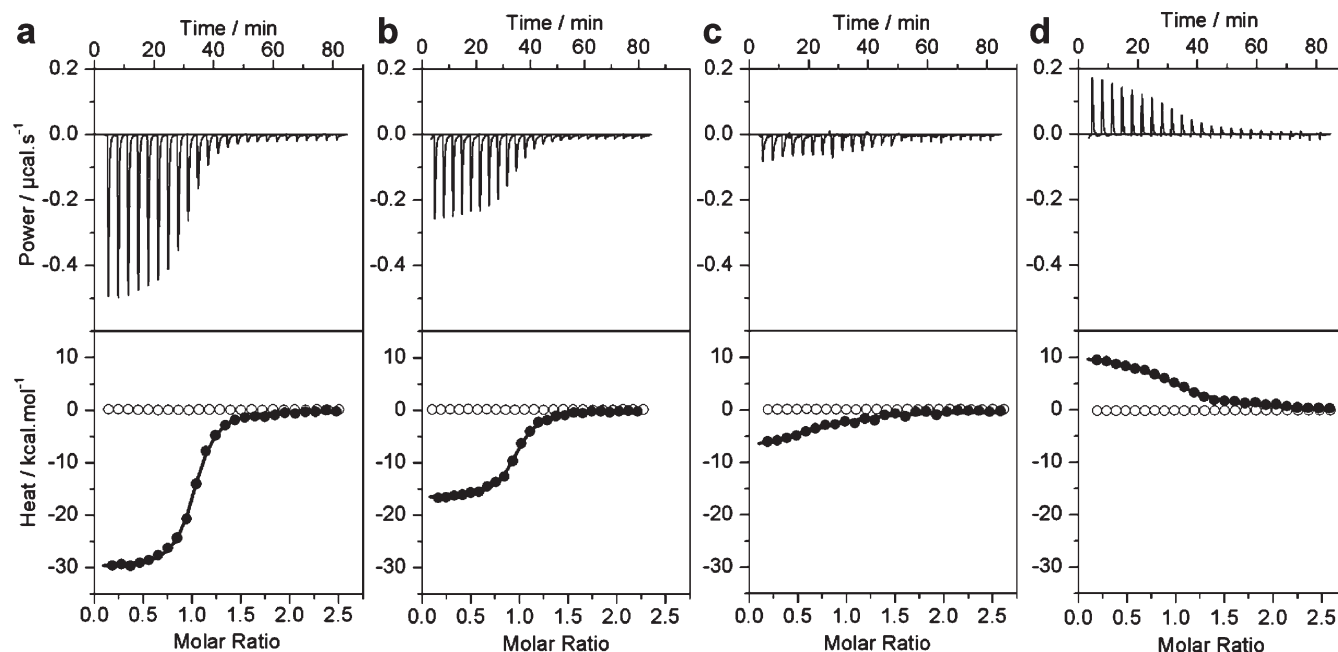 a
Time / min
0 20 40 60 80
0.2
0.0
-0.2
-0.4
Power / µcal.s⁻¹
10
0
-10
-20
-30
Heat / kcal.mol⁻¹
0.0 0.5 1.0 1.5 2.0 2.5
Molar Ratio
b
Time / min
0 20 40 60 80
0.2
0.0
-0.2
-0.4
10
0
-10
-20
-30
0.0 0.5 1.0 1.5 2.0 2.5
Molar Ratio
c
Time / min
0 20 40 60 80
0.2
0.0
-0.2
-0.4
10
0
-10
-20
-30
0.0 0.5 1.0 1.5 2.0 2.5
Molar Ratio
d
Time / min
0 20 40 60 80
0.2
0.0
-0.2
-0.4
10
0
-10
-20
-30
0.0 0.5 1.0 1.5 2.0 2.5
Molar Ratio